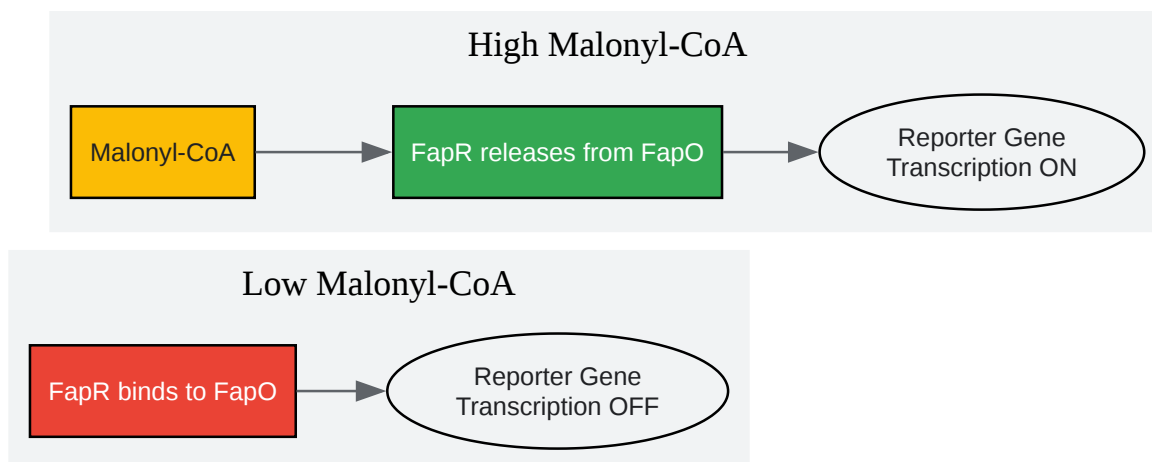 High Malonyl-CoA
Malonyl-CoA
FapR releases from FapO
Reporter Gene
Transcription ON
Low Malonyl-CoA
FapR binds to FapO
Reporter Gene
Transcription OFF